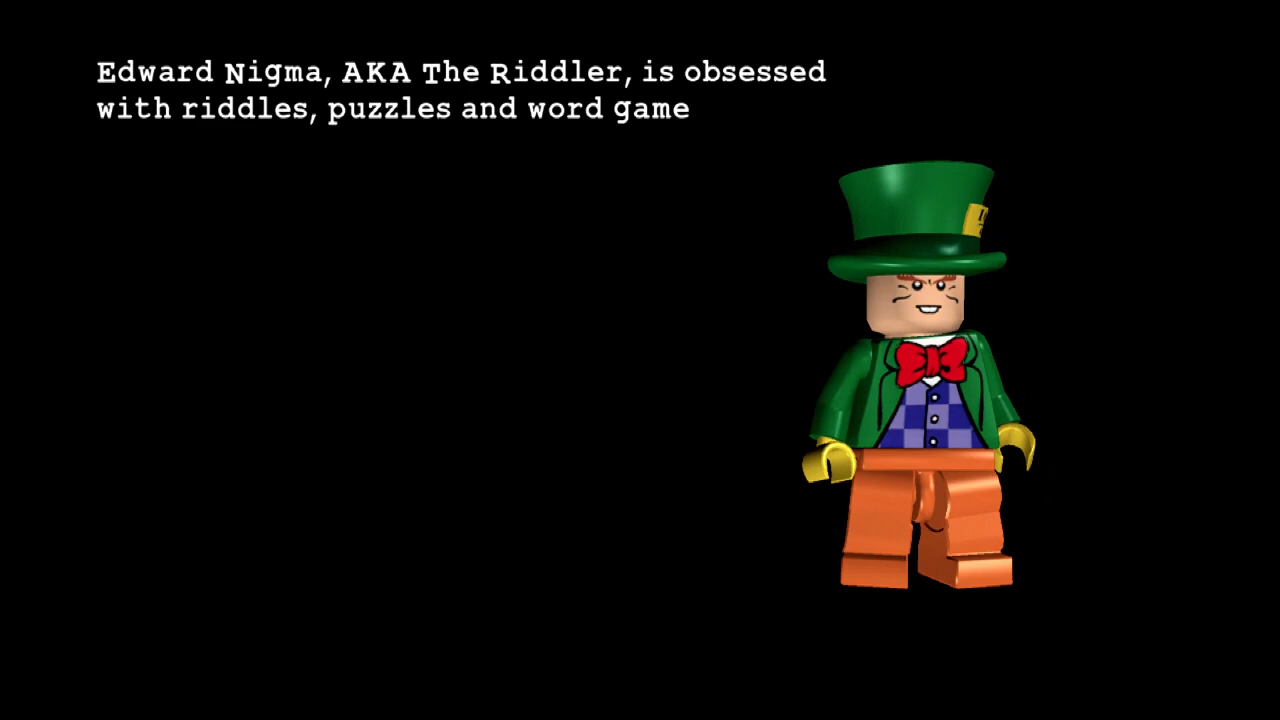 Edward Nigma, AKA The Riddler, is obsessed
with riddles, puzzles and word game